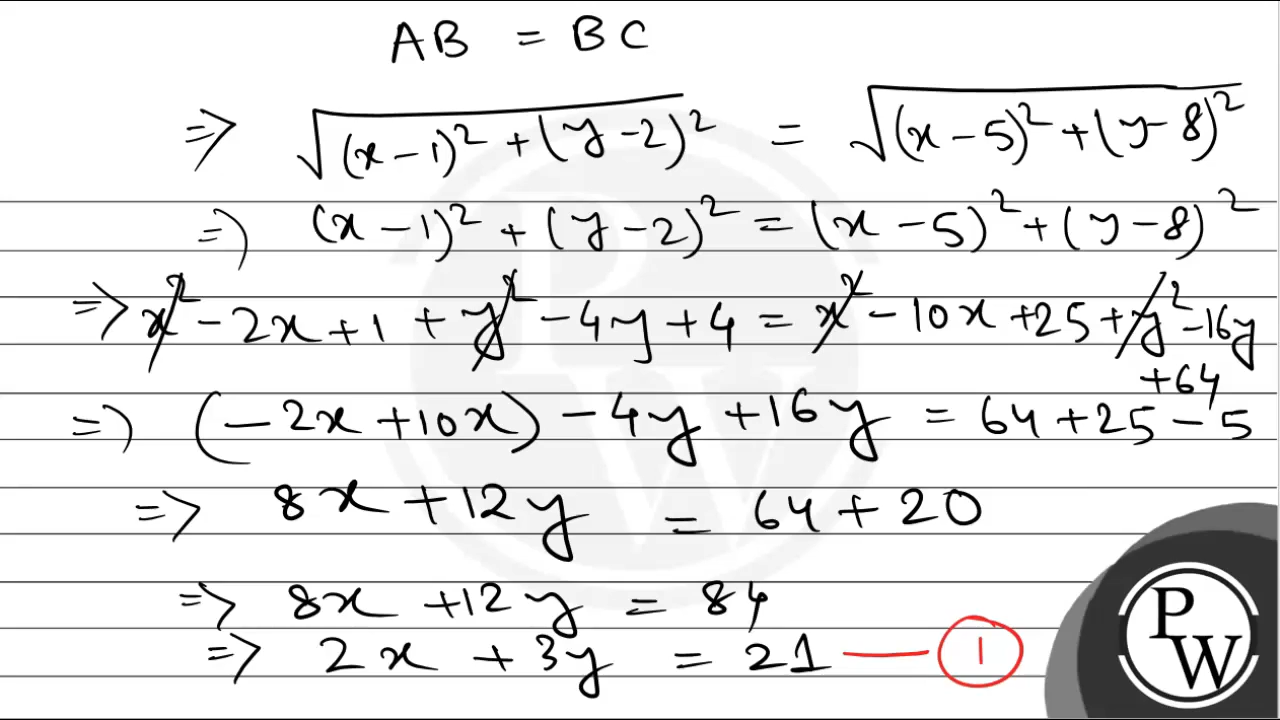 AB = BC
⇒ √((x-1)² + (y-2)²) = √((x-5)² + (y-8)²)
⇒ (x-1)² + (y-2)² = (x-5)² + (y-8)²
⇒ x² - 2x + 1 + y² - 4y + 4 = x² - 10x + 25 + y² - 16y
+64
⇒ (-2x + 10x) - 4y + 16y = 64 + 25 - 5
⇒ 8x + 12y = 64 + 20
⇒ 8x + 12y = 84
⇒ 2x + 3y = 21 — 1
P
W
P
W